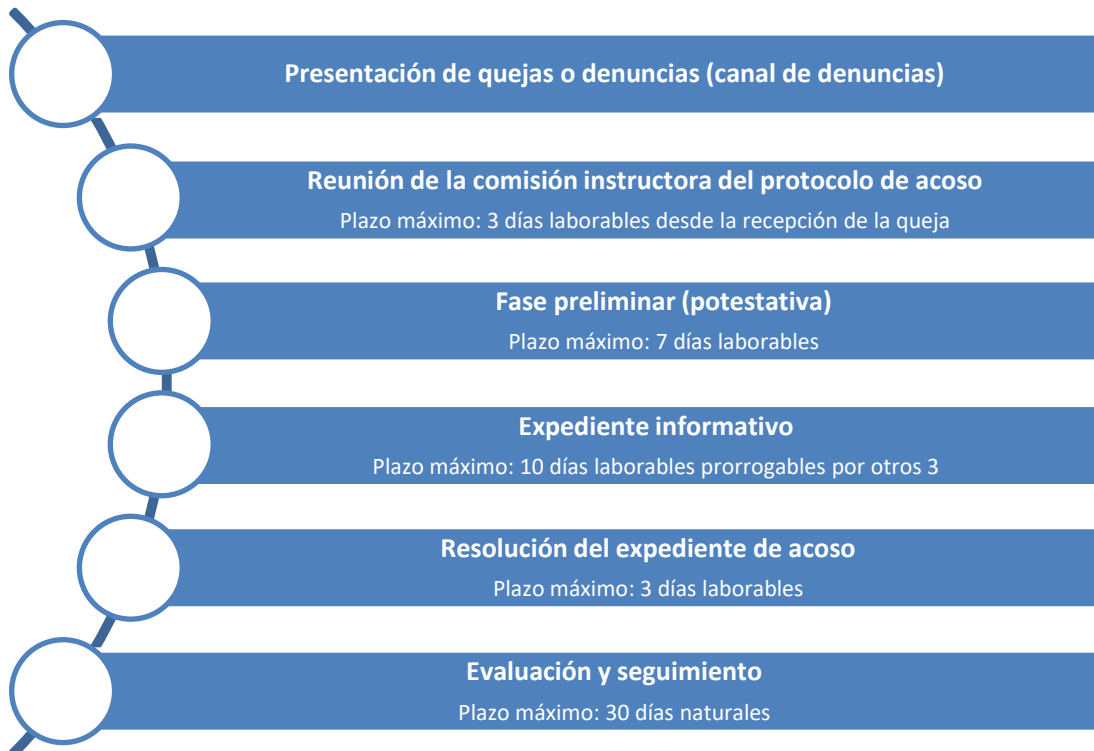 Presentación de quejas o denuncias (canal de denuncias)
Reunión de la comisión instructora del protocolo de acoso
Plazo máximo: 3 días laborables desde la recepción de la queja
Fase preliminar (potestativa)
Plazo máximo: 7 días laborables
Expediente informativo
Plazo máximo: 10 días laborables prorrogables por otros 3
Resolución del expediente de acoso
Plazo máximo: 3 días laborables
Evaluación y seguimiento
Plazo máximo: 30 días naturales